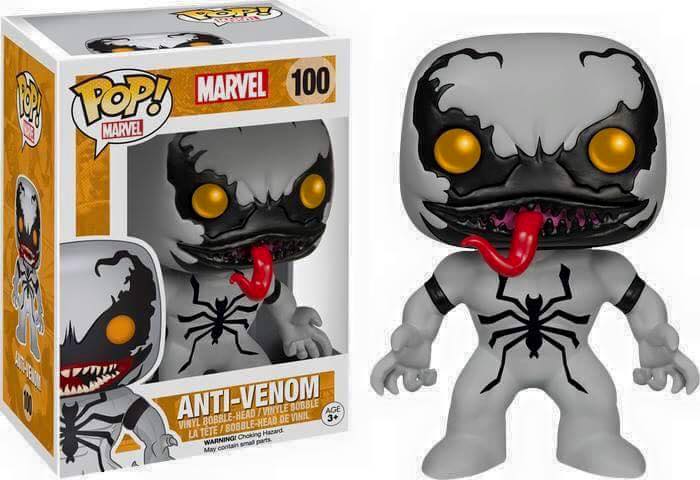 POP!
MARVEL
MARVEL
100
POP!
MARVEL
ANTI-VENOM
VINYL BOBBLE-HEAD / VINYLE BOBBLE
LA TÊTE / BOBBLE-HEAD DE VINIL
WARNING! Choking Hazard.
May contain small parts.
AGE
3+
ANTI-VENOM
100